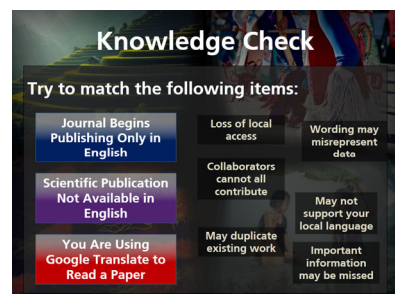 Knowledge Check
Try to match the following items:
Journal Begins
Publishing Only in
English
Scientific Publication
Not Available in
English
You Are Using
Google Translate to
Read a Paper
Loss of local
access
Collaborators
cannot all
contribute
May duplicate
existing work
Wording may
misrepresent
data
May not
support your
local language
Important
information
may be missed